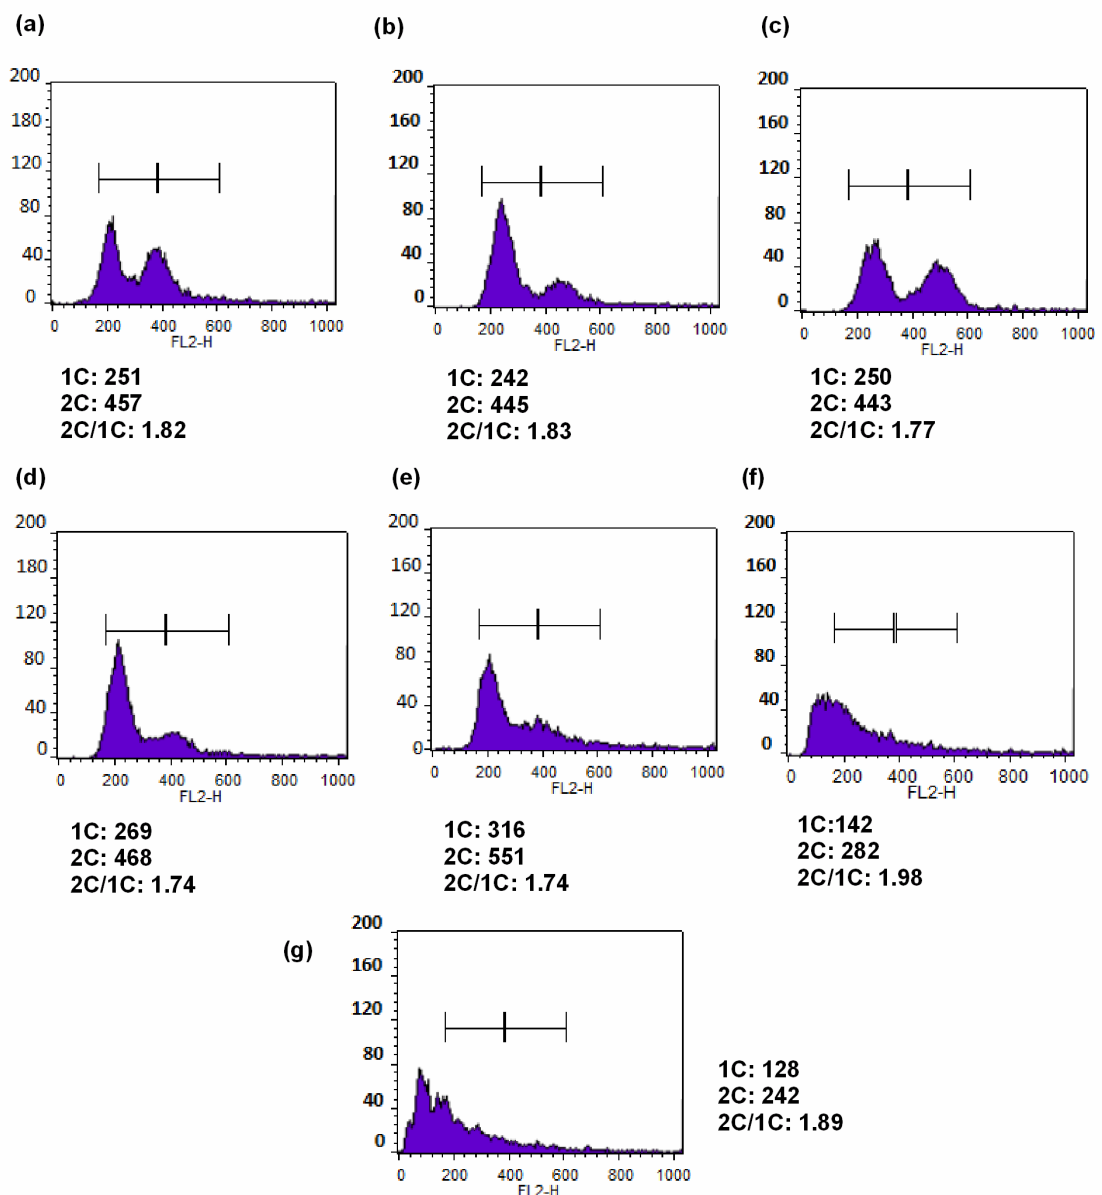 (a)
(b)
(c)
200
180
120
80
40
0
0 200 400 600 800 1000
FL2-H
200
160
120
80
40
0
0 200 400 600 800 1000
FL2-H
200
160
120
80
40
0
0 200 400 600 800 1000
FL2-H
1C: 251
2C: 457
2C/1C: 1.82
1C: 242
2C: 445
2C/1C: 1.83
1C: 250
2C: 443
2C/1C: 1.77
(d)
(e)
(f)
200
180
120
80
40
0
0 200 400 600 800 1000
FL2-H
200
160
120
80
40
0
0 200 400 600 800 1000
FL2-H
200
160
120
80
40
0
0 200 400 600 800 1000
FL2-H
1C: 269
2C: 468
2C/1C: 1.74
1C: 316
2C: 551
2C/1C: 1.74
1C:142
2C: 282
2C/1C: 1.98
(g)
200
160
120
80
40
0
0 200 400 600 800 1000
FL2-H
1C: 128
2C: 242
2C/1C: 1.89